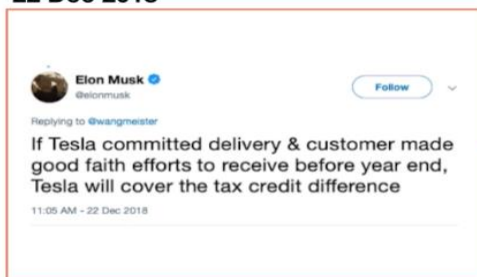 22 Dec 2018
Elon Musk
@elonmusk
Follow
Replying to @wangmeister
If Tesla committed delivery & customer made
good faith efforts to receive before year end,
Tesla will cover the tax credit difference
11:05 AM - 22 Dec 2018